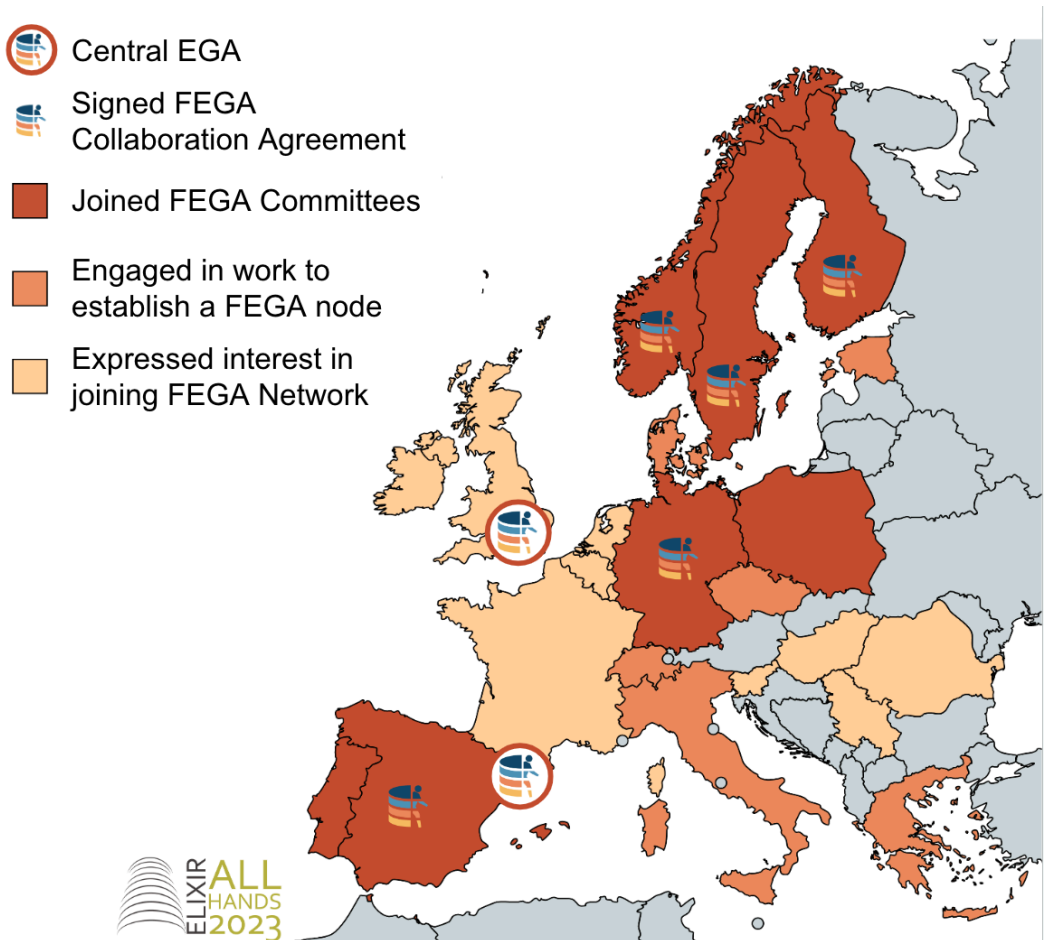 Central EGA
Signed FEGA
Collaboration Agreement
Joined FEGA Committees
Engaged in work to
establish a FEGA node
Expressed interest in
joining FEGA Network
ELIXIR
ALL
HANDS
2023